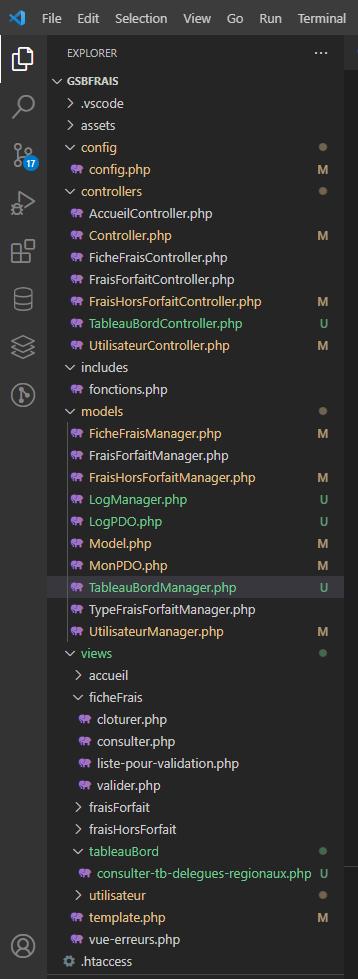 File Edit Selection View Go Run Terminal
EXPLORER ...
GSBFRAIS
.vscode
assets
config
config.php M
controllers
AccueilController.php
Controller.php M
FicheFraisController.php
FraisForfaitController.php
FraisHorsForfaitController.php M
TableauBordController.php U
UtilisateurController.php M
includes
fonctions.php
models
FicheFraisManager.php M
FraisForfaitManager.php
FraisHorsForfaitManager.php M
LogManager.php U
LogPDO.php U
Model.php M
MonPDO.php M
TableauBordManager.php U
TypeFraisForfaitManager.php
UtilisateurManager.php M
views
accueil
ficheFrais
cloturer.php
consulter.php
liste-pour-validation.php
valider.php
fraisForfait
fraisHorsForfait
tableauBord
consulter-tb-delegues-regionaux.php U
utilisateur
template.php M
vue-erreurs.php
.htaccess
17